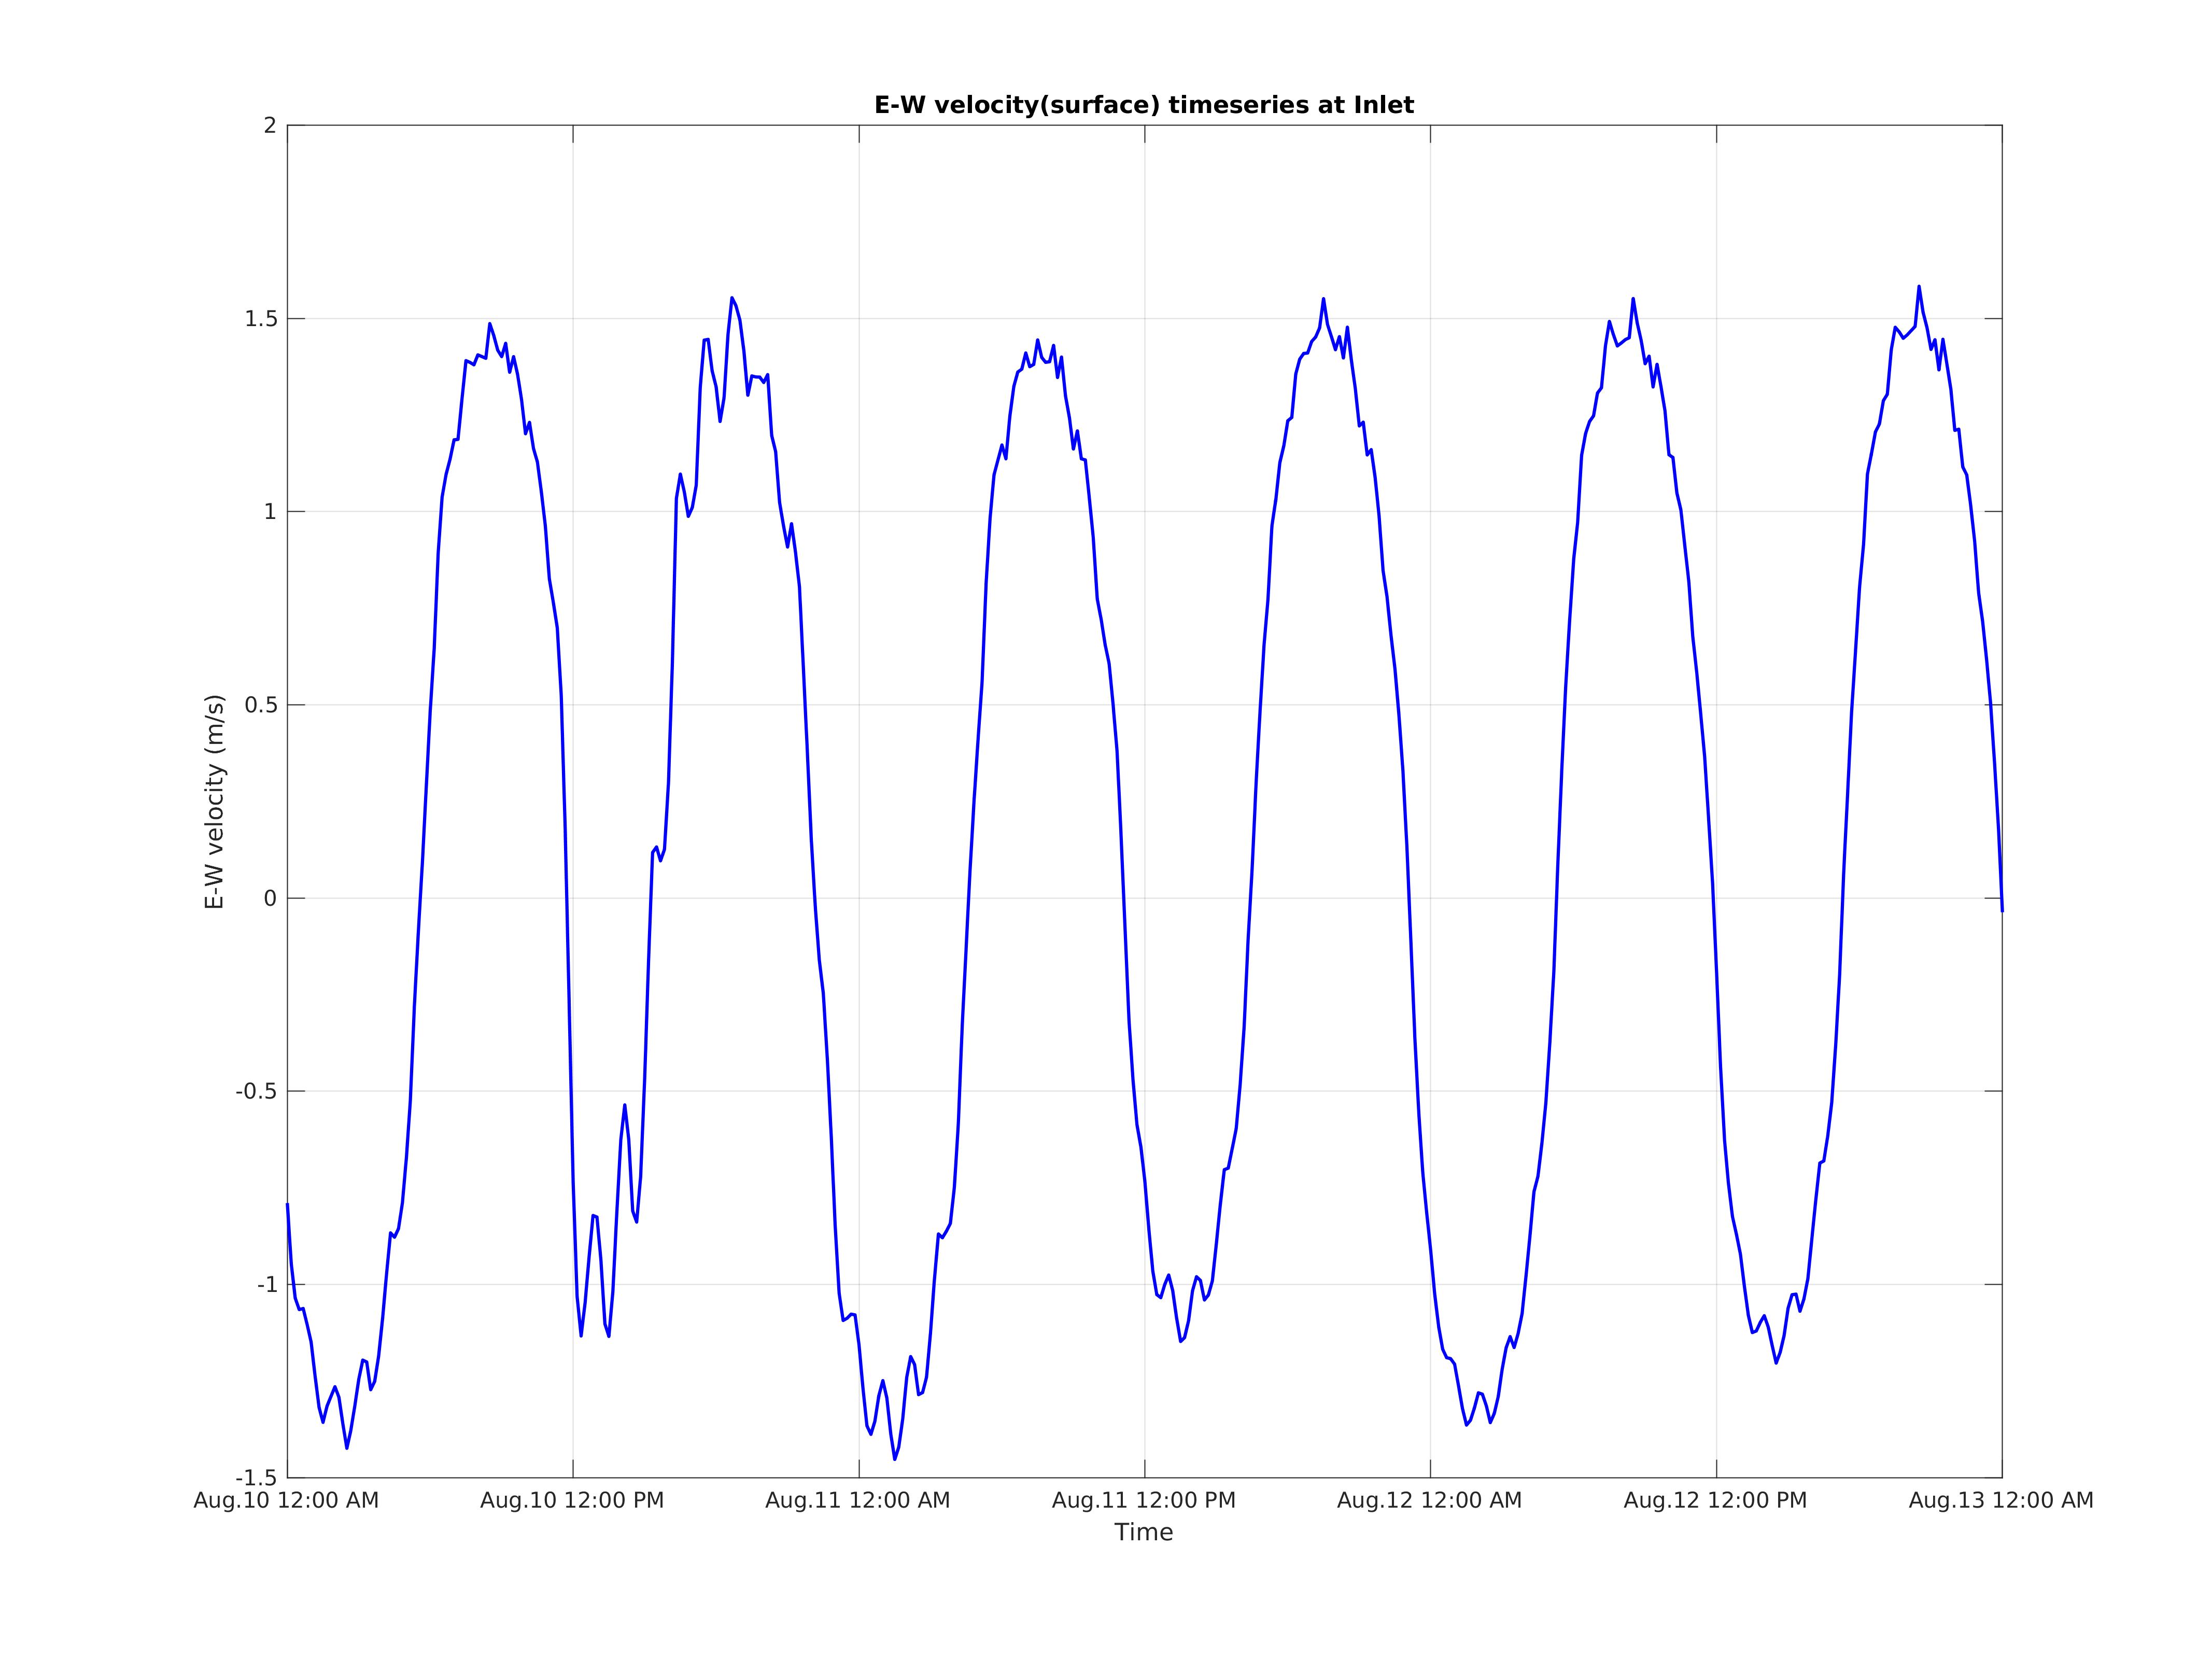 E-W velocity(surface) timeseries at Inlet
2
1.5
1
0.5
0
-0.5
-1
-1.5
E-W velocity (m/s)
Aug.10 12:00 AM Aug.10 12:00 PM Aug.11 12:00 AM Aug.11 12:00 PM Aug.12 12:00 AM Aug.12 12:00 PM Aug.13 12:00 AM
Time